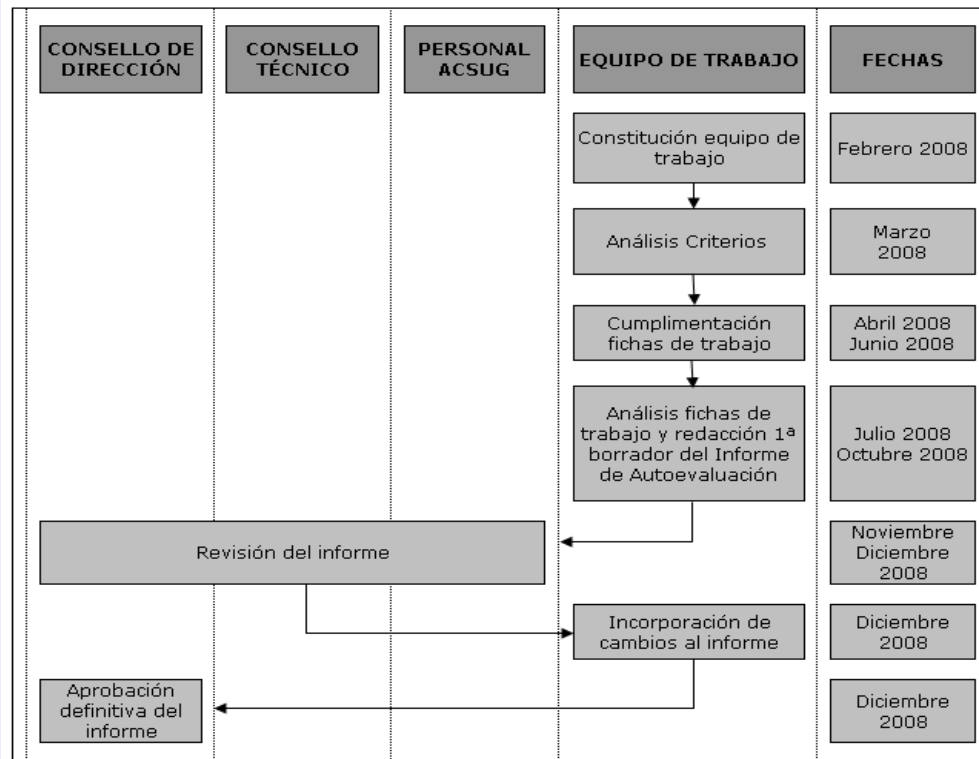 CONSELLO DE
DIRECCIÓN
CONSELLO
TÉCNICO
PERSONAL
ACSUG
EQUIPO DE TRABAJO
FECHAS
Constitución equipo de
trabajo
Febrero 2008
Análisis Criterios
Marzo
2008
Cumplimentación
fichas de trabajo
Abril 2008
Junio 2008
Análisis fichas de
trabajo y redacción 1ª
borrador del Informe
de Autoevaluación
Julio 2008
Octubre 2008
Revisión del informe
Noviembre
Diciembre
2008
Incorporación de
cambios al informe
Diciembre
2008
Aprobación
definitiva del
informe
Diciembre
2008